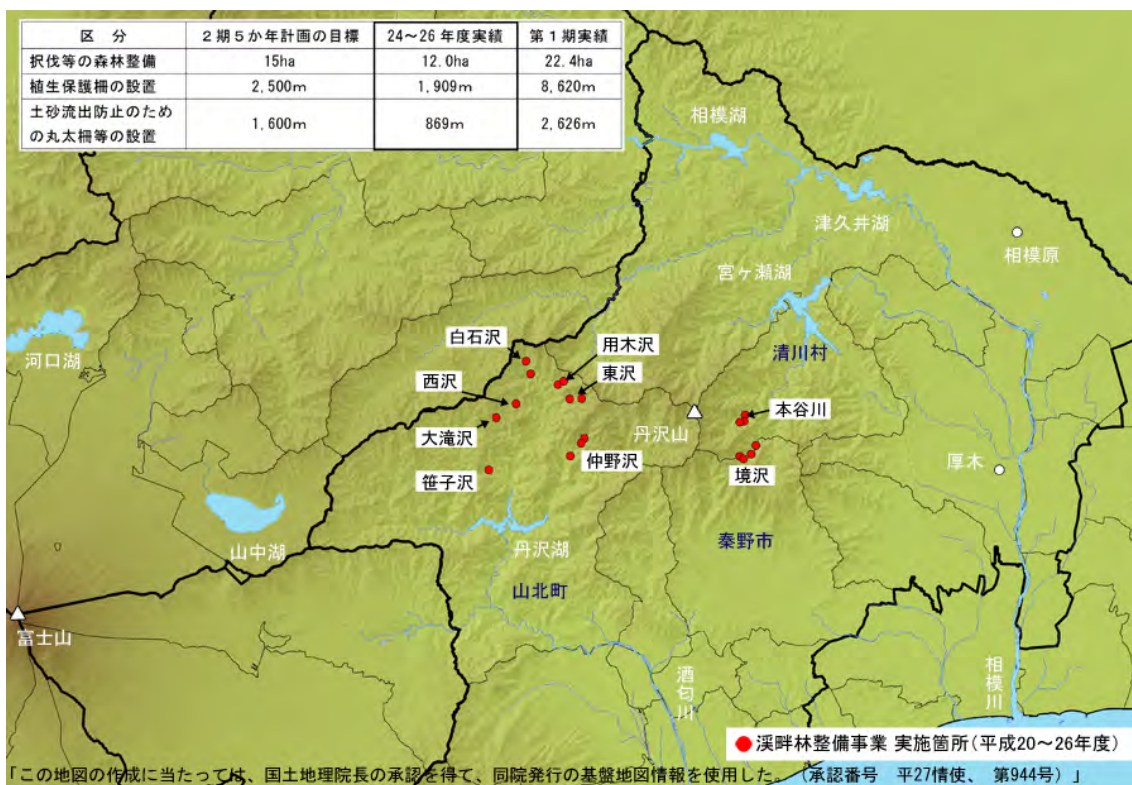 区 分 2期5か年計画の目標 24～26年度実績 第1期実績
択伐等の森林整備 15ha 12.0ha 22.4ha
植生保護柵の設置 2,500m 1,909m 8,620m
土砂流出防止のため
の丸太柵等の設置 1,600m 869m 2,626m
相模湖
津久井湖
相模原
宮ヶ瀬湖
河口湖
白石沢
用木沢
清川村
西沢
東沢
大滝沢
丹沢山
本谷川
仲野沢
境沢
厚木
笹子沢
山中湖
丹沢湖
秦野市
山北町
富士山
酒匂川
相模川
渓畔林整備事業 実施箇所(平成20～26年度)
「この地図の作成に当たっては、国土地理院長の承認を得て、同院発行の基盤地図情報を使用した。 (承認番号 平27情使、 第944号) 」